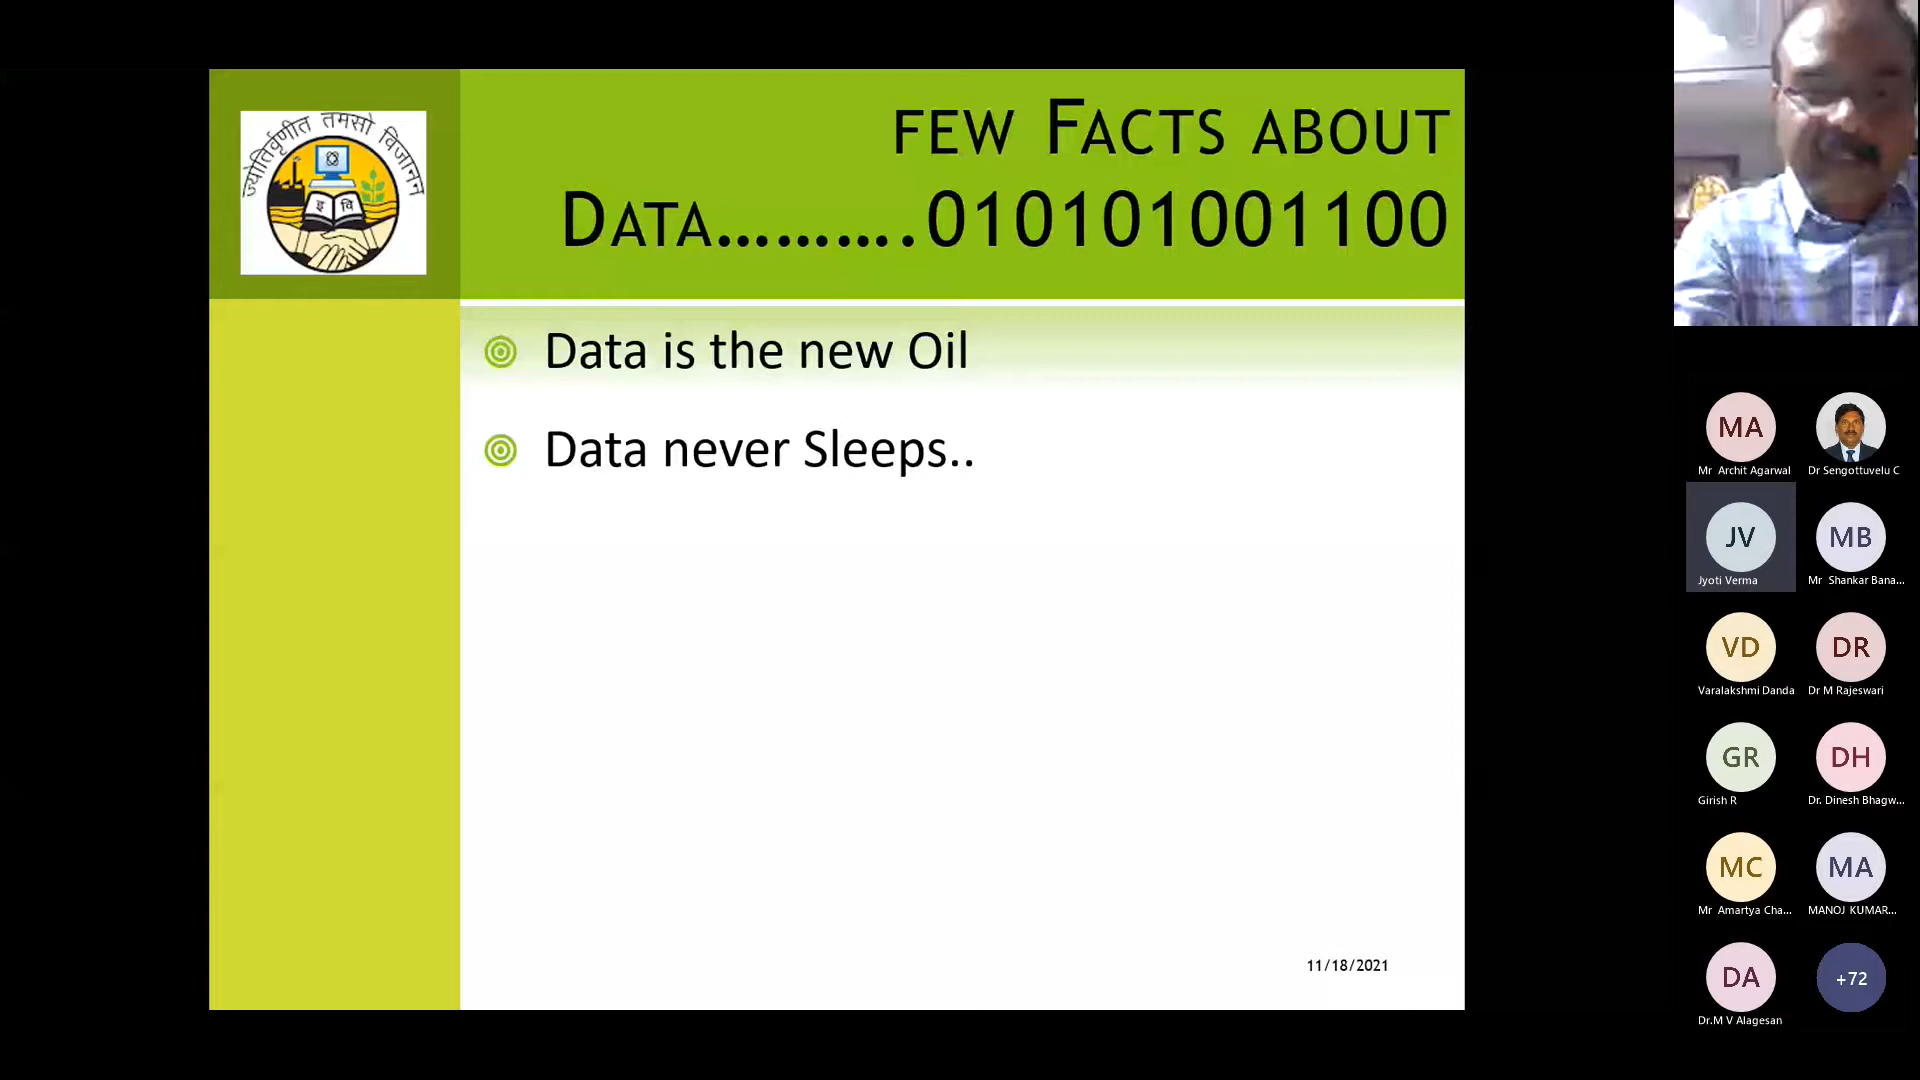 ज्योतिर्वृणीत तमसो विजानन
इ वि
FEW FACTS ABOUT
DATA..........010101001100
Data is the new Oil
Data never Sleeps..
11/18/2021
MA
Mr Archit Agarwal
Dr Sengottuvelu C
JV
Jyoti Verma
MB
Mr Shankar Bana...
VD
Varalakshmi Danda
DR
Dr M Rajeswari
GR
Girish R
DH
Dr. Dinesh Bhagw...
MC
Mr Amartya Cha...
MA
MANOJ KUMAR...
DA
Dr.M V Alagesan
+72